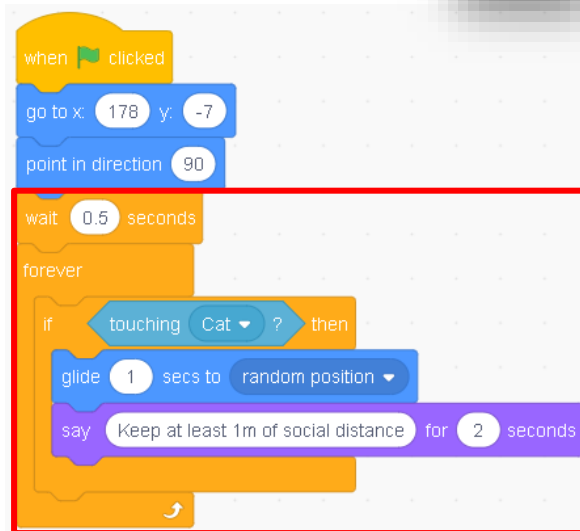 when clicked
go to x: 178 y: -7
point in direction 90
wait 0.5 seconds
forever
if touching Cat ? then
glide 1 secs to random position
say Keep at least 1m of social distance for 2 seconds